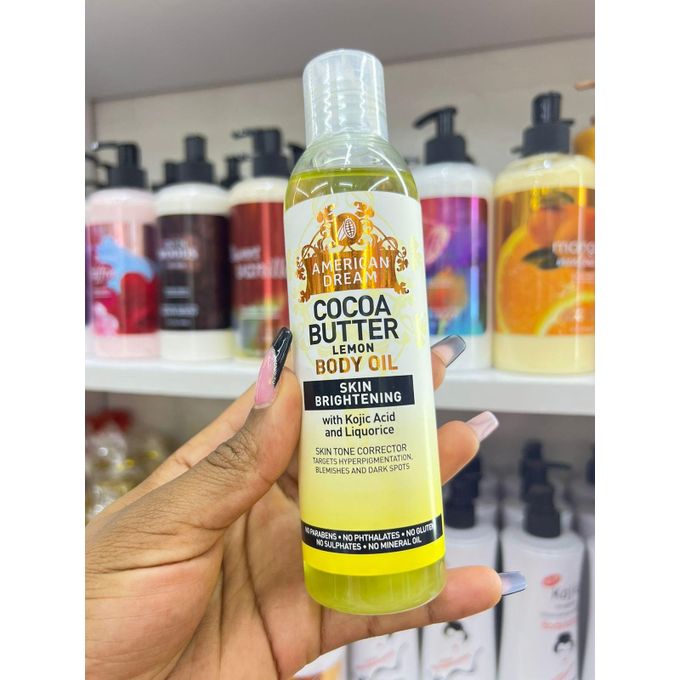 AMERICAN
DREAM
COCOA
BUTTER
LEMON
BODY OIL
SKIN
BRIGHTENING
with Kojic Acid
and Liquorice
SKIN TONE CORRECTOR
TARGETS HYPERPIGMENTATION,
BLEMISHES AND DARK SPOTS
NO PARABENS • NO PHTHALATES • NO GLUTEN
NO SULPHATES • NO MINERAL OIL